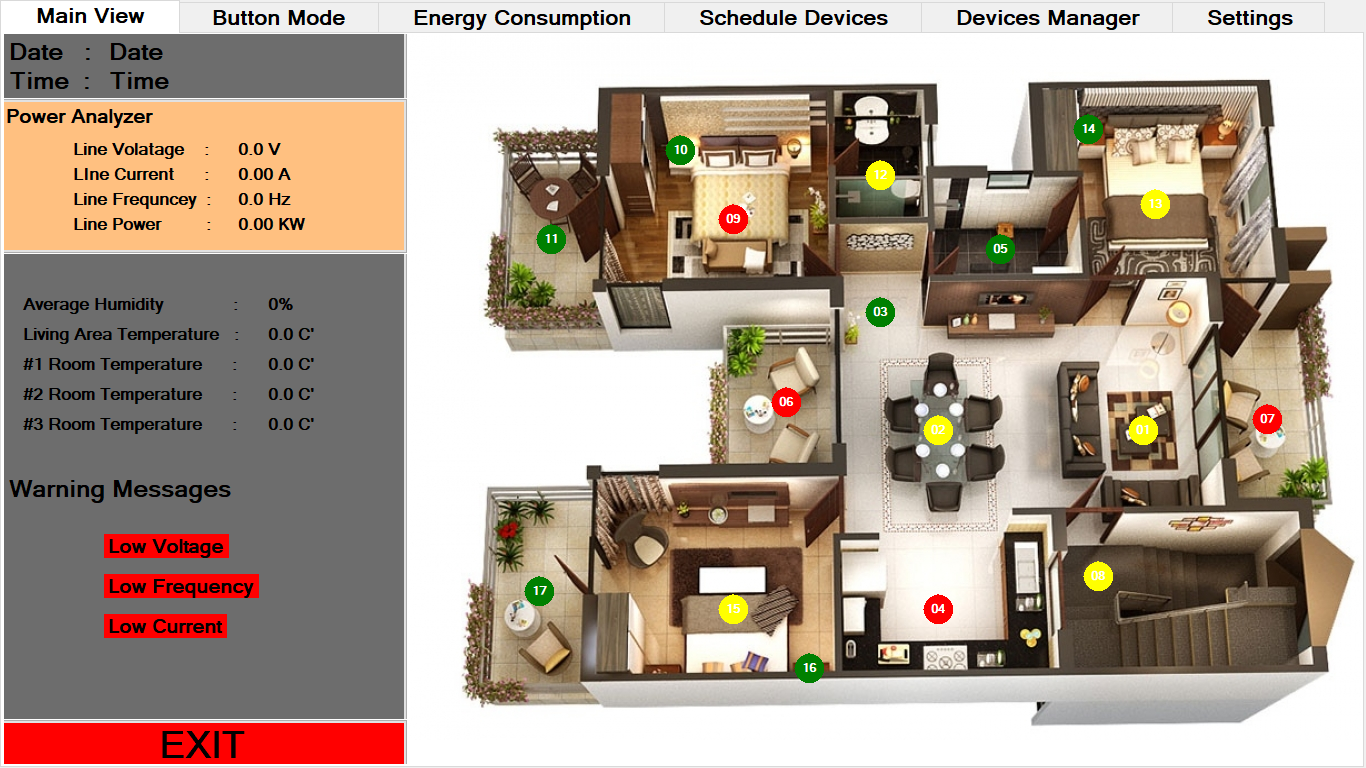 Main View Button Mode Energy Consumption Schedule Devices Devices Manager Settings
Date : Date
Time : Time
Power Analyzer
Line Volatage : 0.0 V
LIne Current : 0.00 A
Line Frequncey : 0.0 Hz
Line Power : 0.00 KW
Average Humidity : 0%
Living Area Temperature : 0.0 C'
#1 Room Temperature : 0.0 C'
#2 Room Temperature : 0.0 C'
#3 Room Temperature : 0.0 C'
Warning Messages
Low Voltage
Low Frequency
Low Current
EXIT
14
10
12
13
09
11
05
03
06
07
02
01
08
17
15
04
16